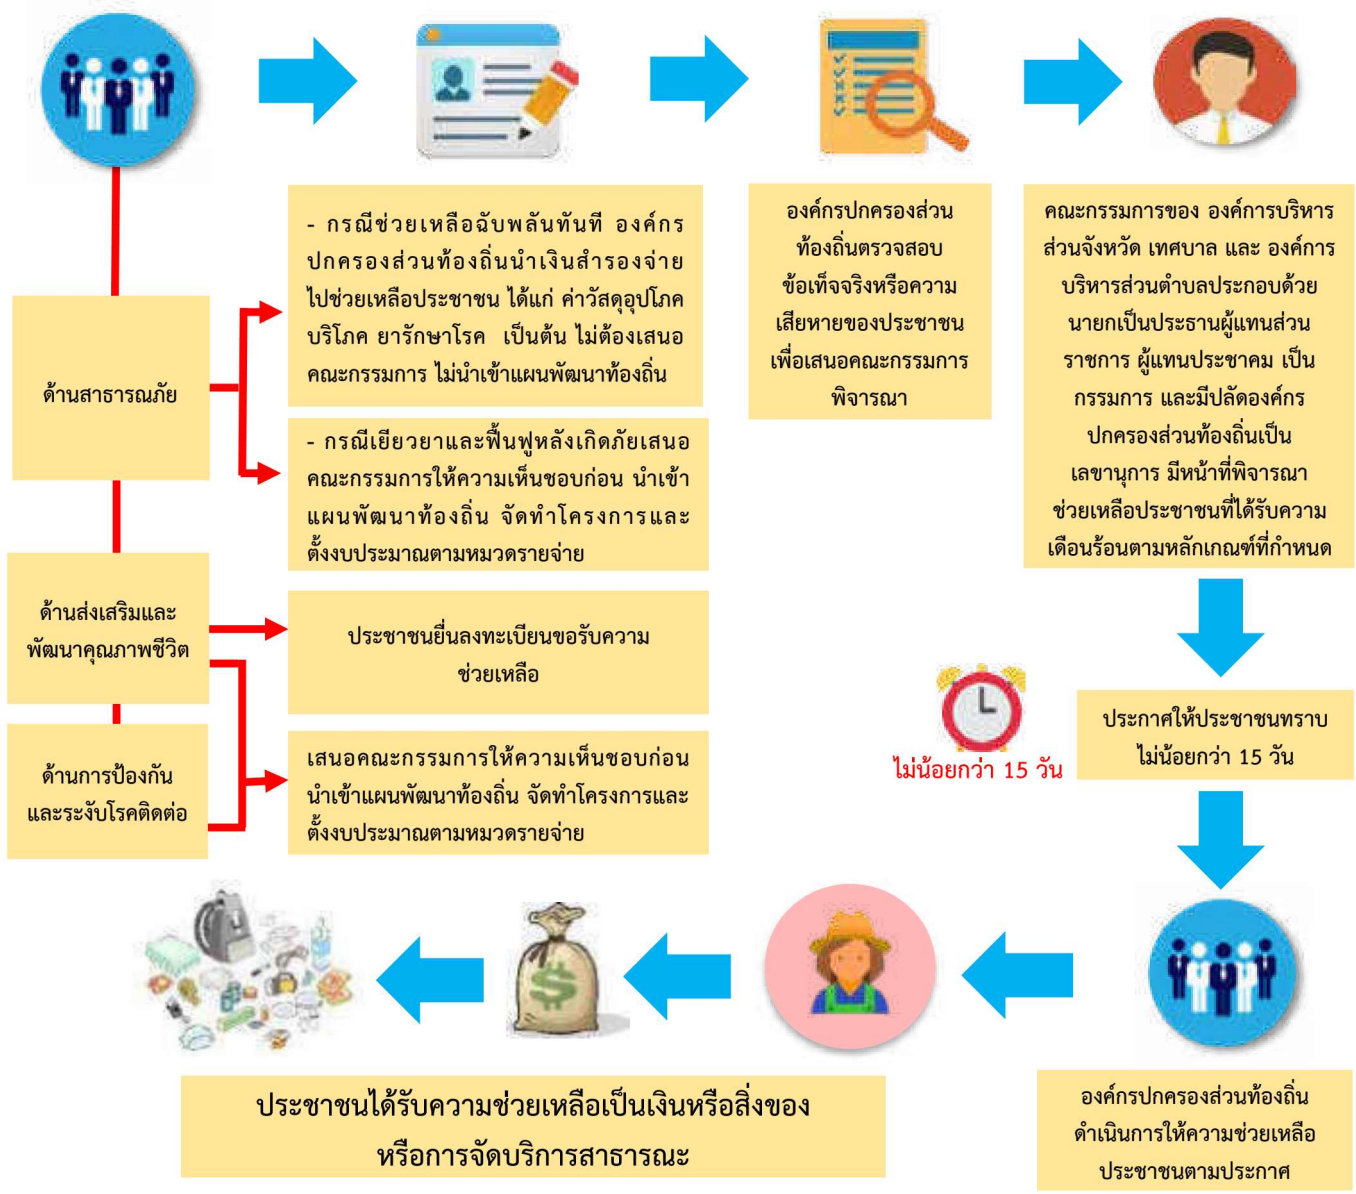 - กรณีช่วยเหลือฉับพลันทันที องค์กร
ปกครองส่วนท้องถิ่นนำเงินสำรองจ่าย
ไปช่วยเหลือประชาชน ได้แก่ ค่าวัสดุอุปโภค
บริโภค ยารักษาโรค เป็นต้น ไม่ต้องเสนอ
คณะกรรมการ ไม่นำเข้าแผนพัฒนาท้องถิ่น
องค์กรปกครองส่วน
ท้องถิ่นตรวจสอบ
ข้อเท็จจริงหรือความ
เสียหายของประชาชน
เพื่อเสนอคณะกรรมการ
พิจารณา
คณะกรรมการของ องค์การบริหาร
ส่วนจังหวัด เทศบาล และ องค์การ
บริหารส่วนตำบลประกอบด้วย
นายกเป็นประธานผู้แทนส่วน
ราชการ ผู้แทนประชาคม เป็น
กรรมการ และมีปลัดองค์กร
ปกครองส่วนท้องถิ่นเป็น
เลขานุการ มีหน้าที่พิจารณา
ช่วยเหลือประชาชนที่ได้รับความ
เดือนร้อนตามหลักเกณฑ์ที่กำหนด
ด้านสาธารณภัย
- กรณีเยียวยาและฟื้นฟูหลังเกิดภัยเสนอ
คณะกรรมการให้ความเห็นชอบก่อน นำเข้า
แผนพัฒนาท้องถิ่น จัดทำโครงการและ
ตั้งงบประมาณตามหมวดรายจ่าย
ด้านส่งเสริมและ
พัฒนาคุณภาพชีวิต
ประชาชนยื่นลงทะเบียนขอรับความ
ช่วยเหลือ
ไม่น้อยกว่า 15 วัน
ประกาศให้ประชาชนทราบ
ไม่น้อยกว่า 15 วัน
ด้านการป้องกัน
และระงับโรคติดต่อ
เสนอคณะกรรมการให้ความเห็นชอบก่อน
นำเข้าแผนพัฒนาท้องถิ่น จัดทำโครงการและ
ตั้งงบประมาณตามหมวดรายจ่าย
ประชาชนได้รับความช่วยเหลือเป็นเงินหรือสิ่งของ
หรือการจัดบริการสาธารณะ
องค์กรปกครองส่วนท้องถิ่น
ดำเนินการให้ความช่วยเหลือ
ประชาชนตามประกาศ